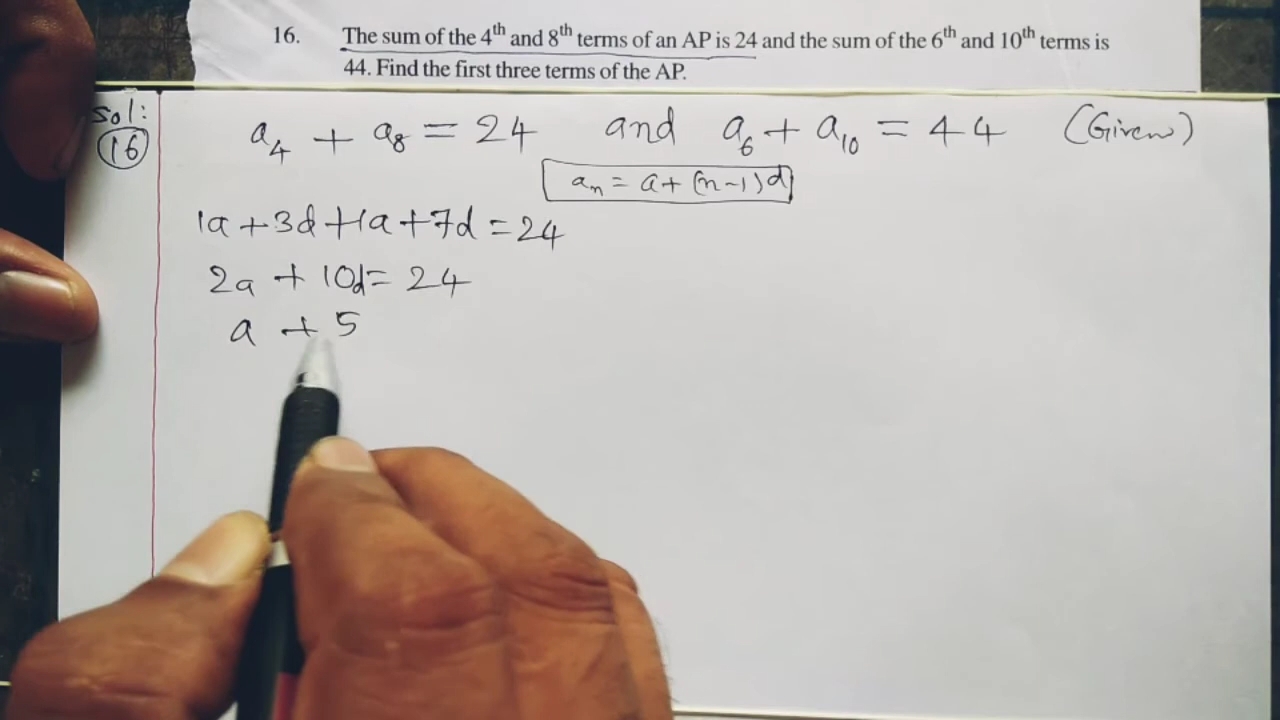 16. The sum of the 4th and 8th terms of an AP is 24 and the sum of the 6th and 10th terms is
44. Find the first three terms of the AP.
Sol:
16
a₄ + a₈ = 24 and a₆ + a₁₀ = 44 (Given)
aₙ = a + (n-1)d
1a + 3d + 1a + 7d = 24
2a + 10d = 24
a + 5